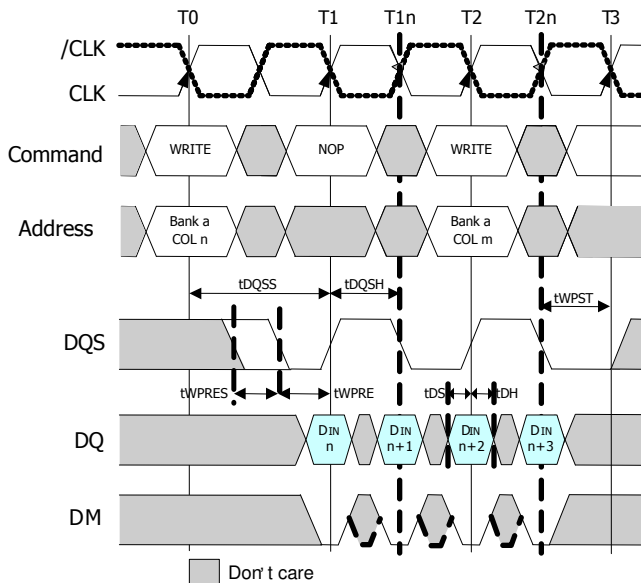 T0 T1 T1n T2 T2n T3
/CLK
CLK
Command WRITE NOP WRITE
Address Bank a COL n Bank a COL m
tDQSS tDQSH tWPST
DQS
tWPRES tWPRE tDS tDH
DQ DIN n DIN n+1 DIN n+2 DIN n+3
DM
Don't care